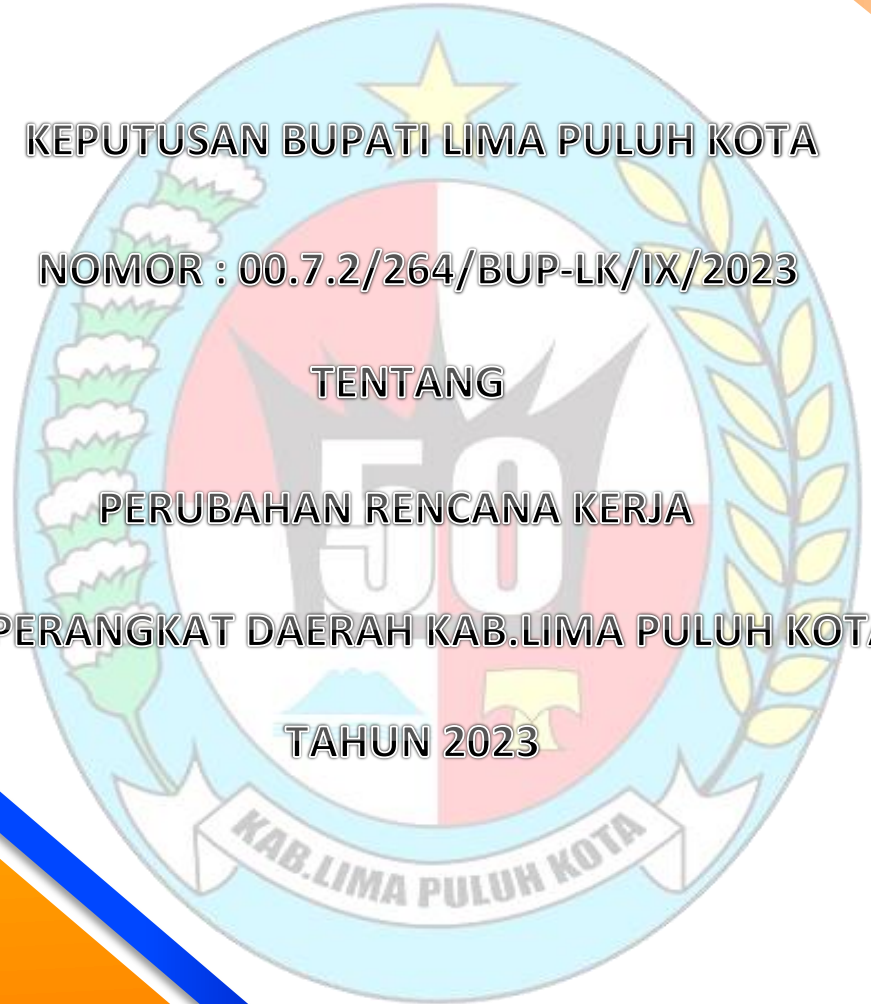 KEPUTUSAN BUPATI LIMA PULUH KOTA
NOMOR : 00.7.2/264/BUP-LK/IX/2023
TENTANG
PERUBAHAN RENCANA KERJA
PERANGKAT DAERAH KAB.LIMA PULUH KOTA
TAHUN 2023
50
KAB.LIMA PULUH KOTA